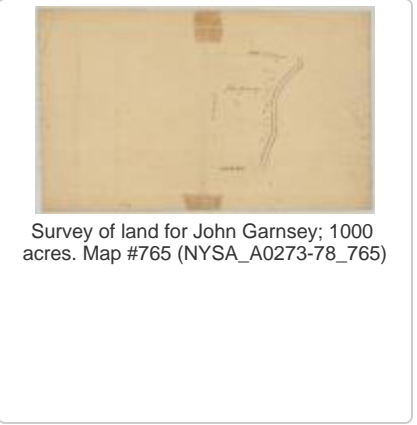 Survey of land for John Garnsey; 1000
acres. Map #765 (NYSA_A0273-78_765)